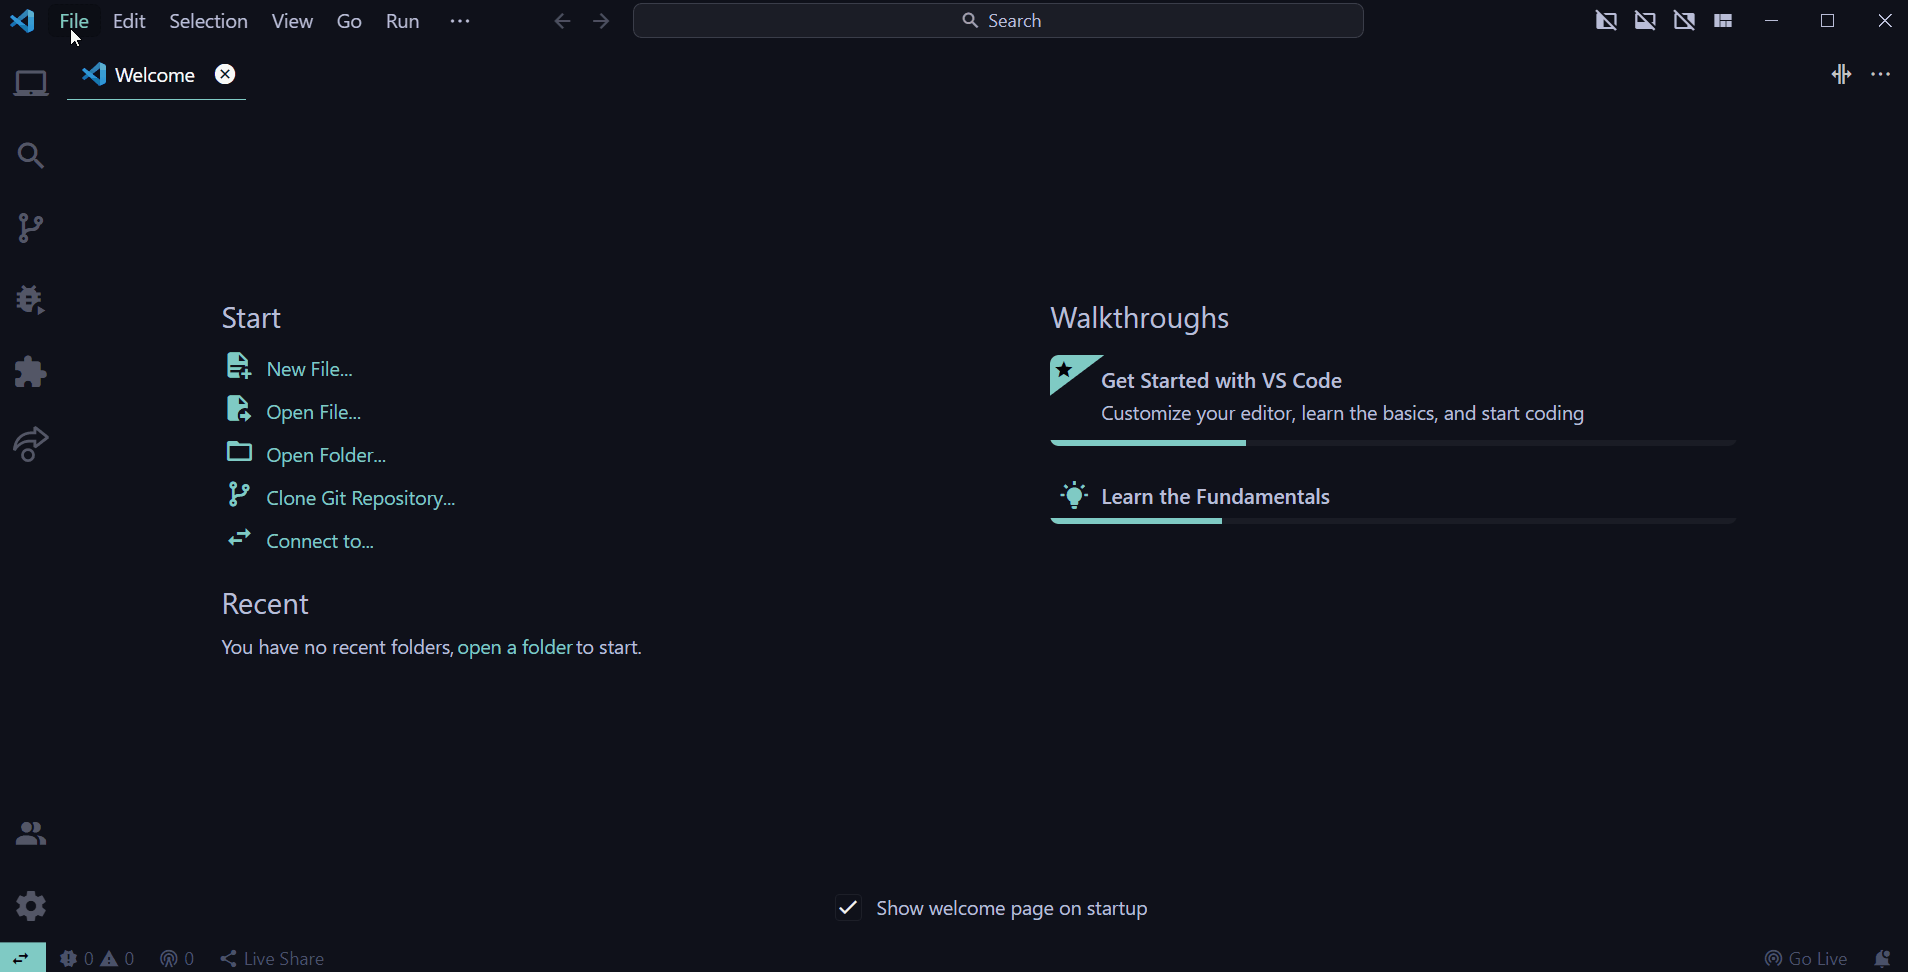 File Edit Selection View Go Run ··· Search
Welcome
Start
New File...
Open File...
Open Folder...
Clone Git Repository...
Connect to...
Recent
You have no recent folders, open a folder to start.
Walkthroughs
Get Started with VS Code
Customize your editor, learn the basics, and start coding
Learn the Fundamentals
Show welcome page on startup
0 0 0 Live Share Go Live